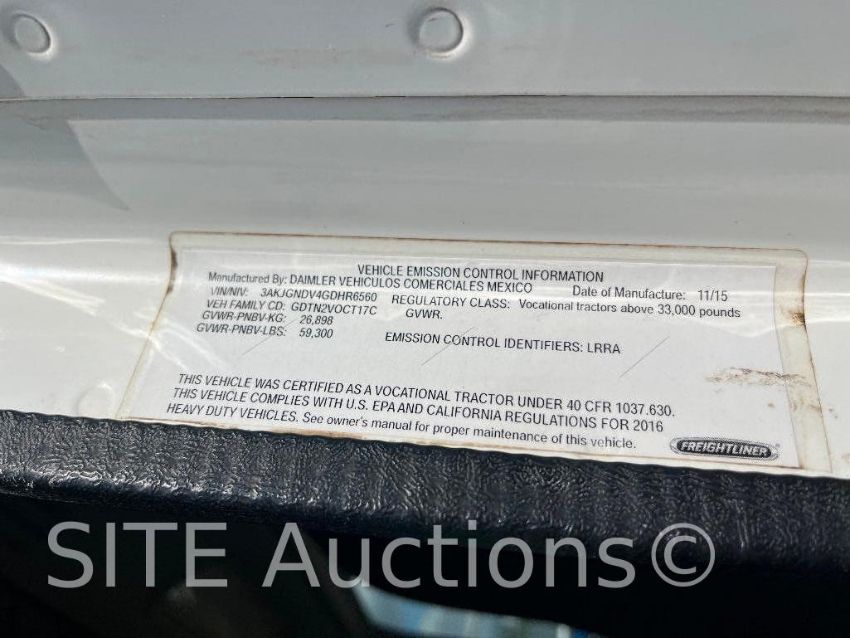 VEHICLE EMISSION CONTROL INFORMATION
Manufactured By: DAIMLER VEHICULOS COMERCIALES MEXICO Date of Manufacture: 11/15
VIN/NIV: 3AKJGNDV4GDHR6560 REGULATORY CLASS: Vocational tractors above 33,000 pounds
VEH FAMILY CD: GDTN2VOCT17C GVWR.
GVWR-PNBV-KG: 26,898
GVWR-PNBV-LBS: 59,300 EMISSION CONTROL IDENTIFIERS: LRRA
THIS VEHICLE WAS CERTIFIED AS A VOCATIONAL TRACTOR UNDER 40 CFR 1037.630.
THIS VEHICLE COMPLIES WITH U.S. EPA AND CALIFORNIA REGULATIONS FOR 2016
HEAVY DUTY VEHICLES. See owner's manual for proper maintenance of this vehicle.
FREIGHTLINER
SITE Auctions©